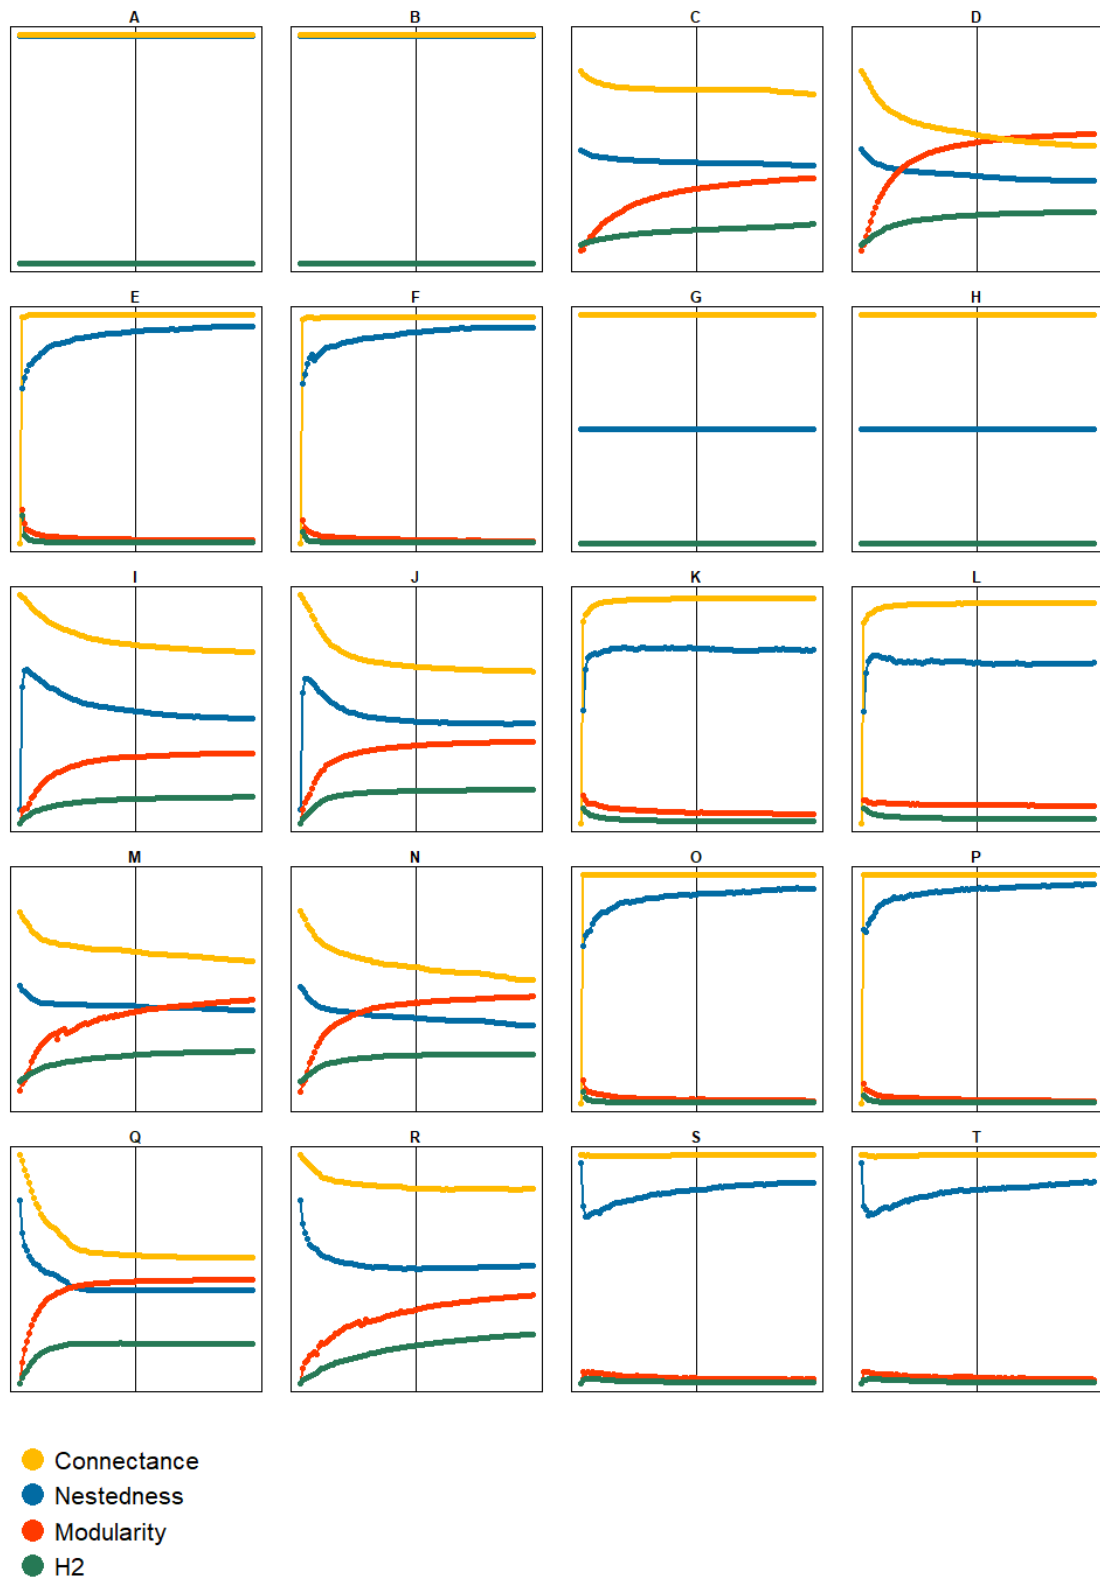 A B C D
E F G H
I J K L
M N O P
Q R S T
Connectance
Nestedness
Modularity
H2